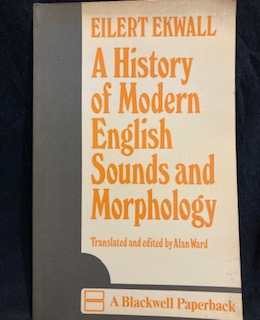 EILERT EKWALL
A History
of Modern
English
Sounds and
Morphology
Translated and edited by Alan Ward
A Blackwell Paperback